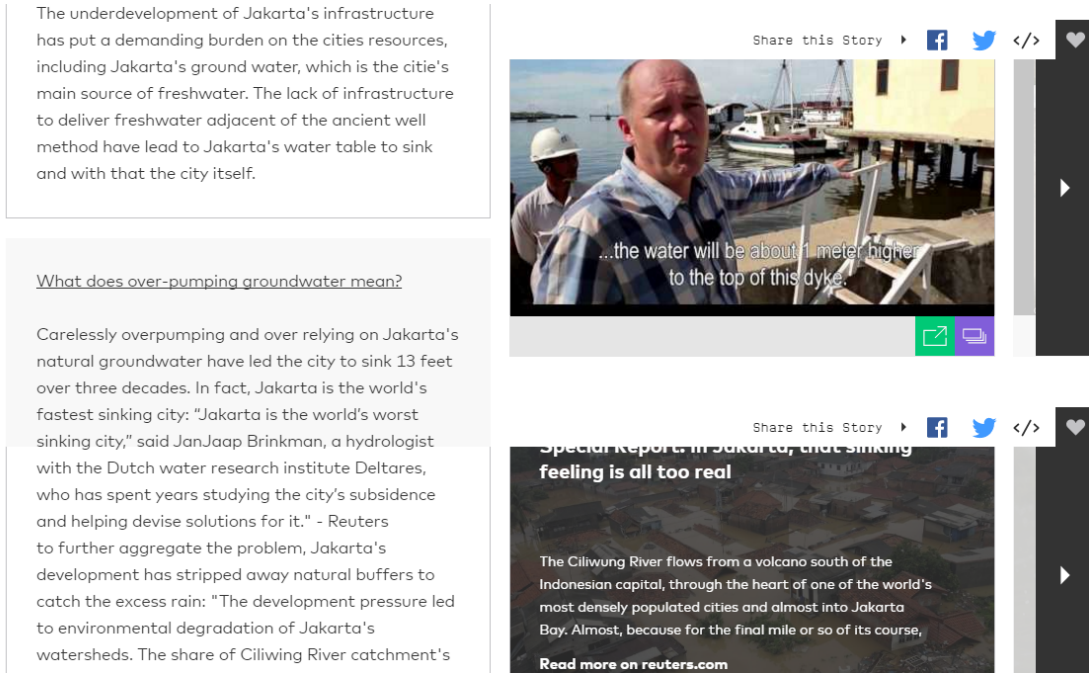 The underdevelopment of Jakarta's infrastructure
has put a demanding burden on the cities resources,
including Jakarta's ground water, which is the citie's
main source of freshwater. The lack of infrastructure
to deliver freshwater adjacent of the ancient well
method have lead to Jakarta's water table to sink
and with that the city itself.
What does over-pumping groundwater mean?
Carelessly overpumping and over relying on Jakarta's
natural groundwater have led the city to sink 13 feet
over three decades. In fact, Jakarta is the world's
fastest sinking city: “Jakarta is the world’s worst
sinking city,” said JanJaap Brinkman, a hydrologist
with the Dutch water research institute Deltares,
who has spent years studying the city’s subsidence
and helping devise solutions for it." - Reuters
to further aggregate the problem, Jakarta's
development has stripped away natural buffers to
catch the excess rain: "The development pressure led
to environmental degradation of Jakarta's
watersheds. The share of Ciliwing River catchment's
Share this Story
...the water will be about 1 meter higher
to the top of this dyke.
Share this Story
Special Report: In Jakarta, that sinking
feeling is all too real
The Ciliwung River flows from a volcano south of the
Indonesian capital, through the heart of one of the world's
most densely populated cities and almost into Jakarta
Bay. Almost, because for the final mile or so of its course,
Read more on reuters.com